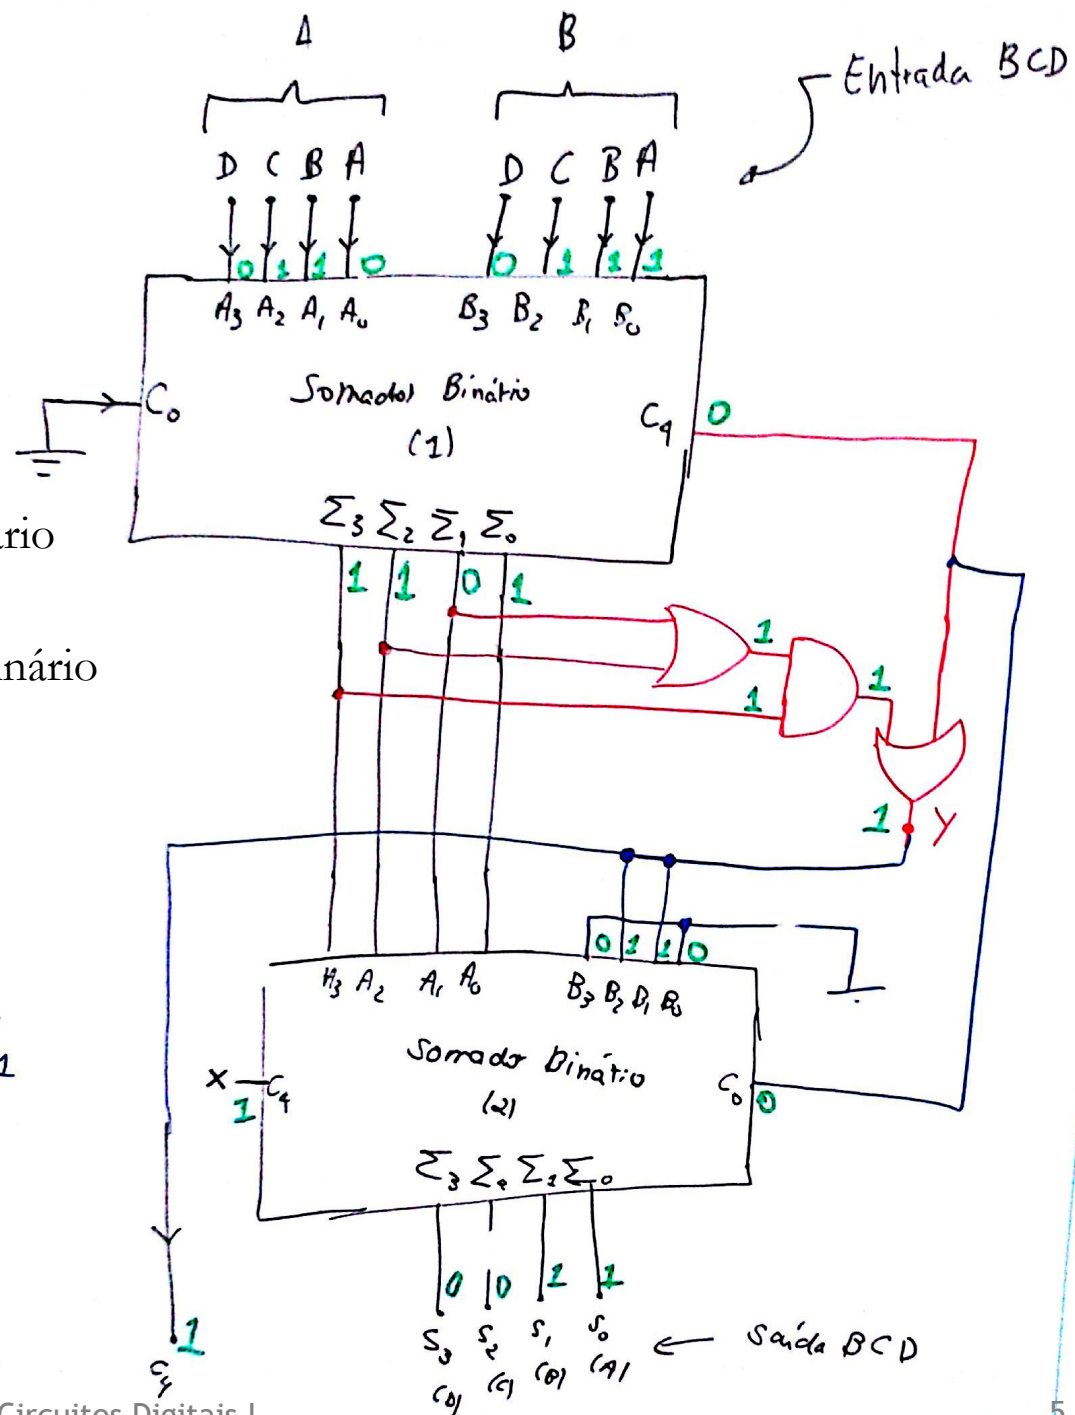 A B
Entrada BCD
D C B A D C B A
0 1 1 0 0 1 1 1
A3 A2 A1 A0 B3 B2 B1 B0
C0 Somador Binário C4 0
(1)
Σ3 Σ2 Σ1 Σ0
ário
1 1 0 1
1
1 1
nário
1 Y
0 1 1 0
A3 A2 A1 A0 B3 B2 B1 B0
1
Somador Binário
x C4 C0 0
1 (2)
Σ3 Σ2 Σ1 Σ0
0 0 1 1
1 S3 S2 S1 S0 Saída BCD
C4 (D) (C) (B) (A)
Circuitos Digitais I 5